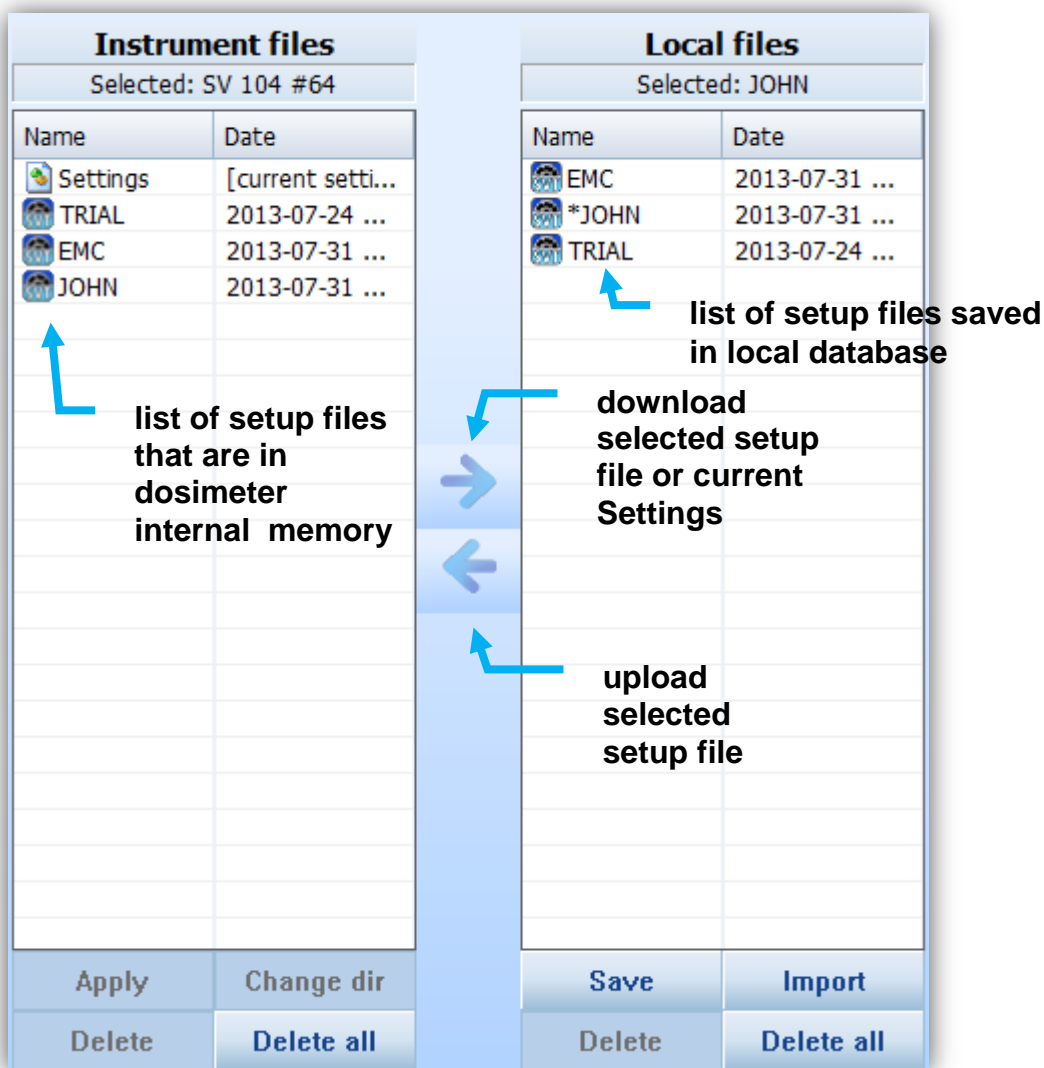 Instrument files
Selected: SV 104 #64
Name Date
Settings [current setti...
TRIAL 2013-07-24 ...
EMC 2013-07-31 ...
JOHN 2013-07-31 ...
list of setup files
that are in
dosimeter
internal memory
Apply Change dir
Delete Delete all
download
selected setup
file or current
Settings
upload
selected
setup file
Local files
Selected: JOHN
Name Date
EMC 2013-07-31 ...
*JOHN 2013-07-31 ...
TRIAL 2013-07-24 ...
list of setup files saved
in local database
Save Import
Delete Delete all